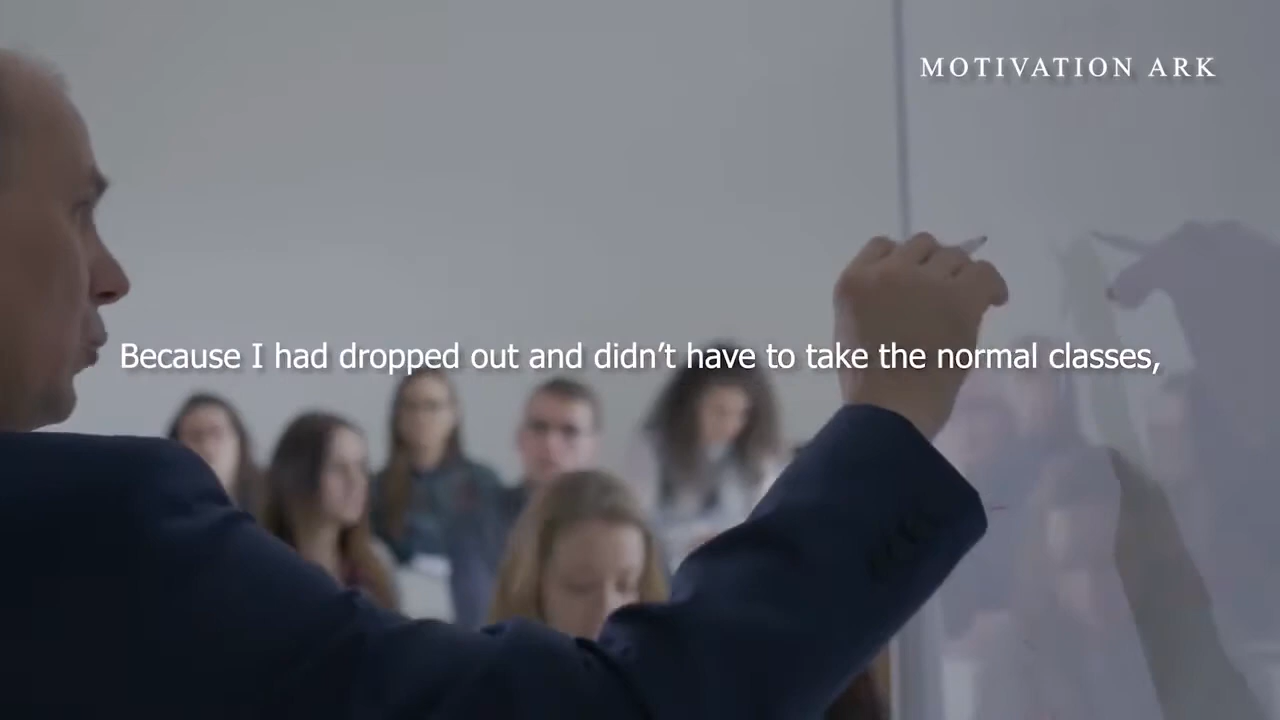 MOTIVATION ARK
Because I had dropped out and didn’t have to take the normal classes,